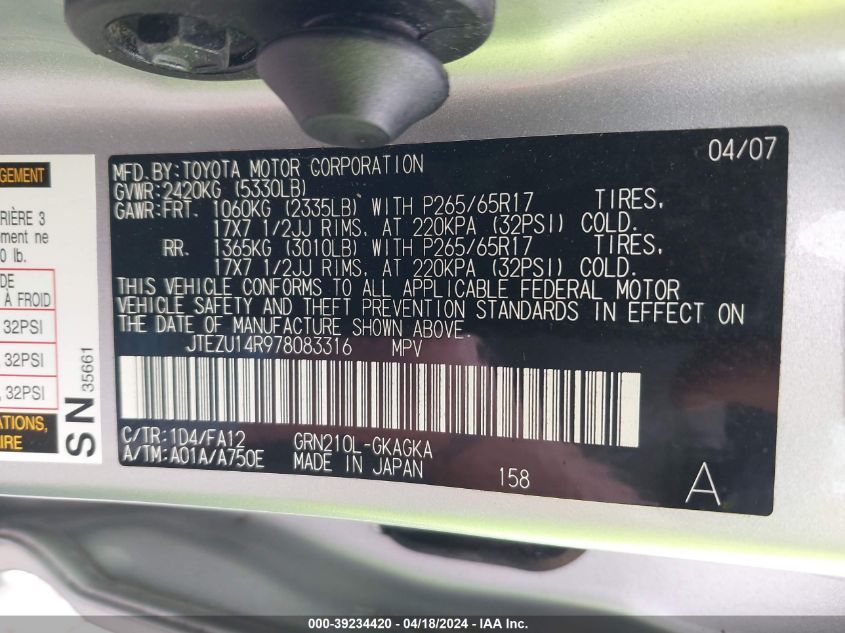 GEMENT
RIÈRE 3
ment ne
0 lb.
DE
À FROID
32PSI
32PSI
, 32PSI
ATIONS,
IRE
SN 35661
04/07
MFD.BY:TOYOTA MOTOR CORPORATION
GVWR:2420KG (5330LB)
GAWR:FRT. 1060KG (2335LB) WITH P265/65R17 TIRES,
17X7 1/2JJ RIMS, AT 220KPA (32PSI) COLD.
RR. 1365KG (3010LB) WITH P265/65R17 TIRES,
17X7 1/2JJ RIMS, AT 220KPA (32PSI) COLD.
THIS VEHICLE CONFORMS TO ALL APPLICABLE FEDERAL MOTOR
VEHICLE SAFETY AND THEFT PREVENTION STANDARDS IN EFFECT ON
THE DATE OF MANUFACTURE SHOWN ABOVE.
JTEZU14R978083316 MPV
C/TR:1D4/FA12 GRN210L-GKAGKA
A/TM:A01A/A750E MADE IN JAPAN 158 A
000-39234420 - 04/18/2024 - IAA Inc.